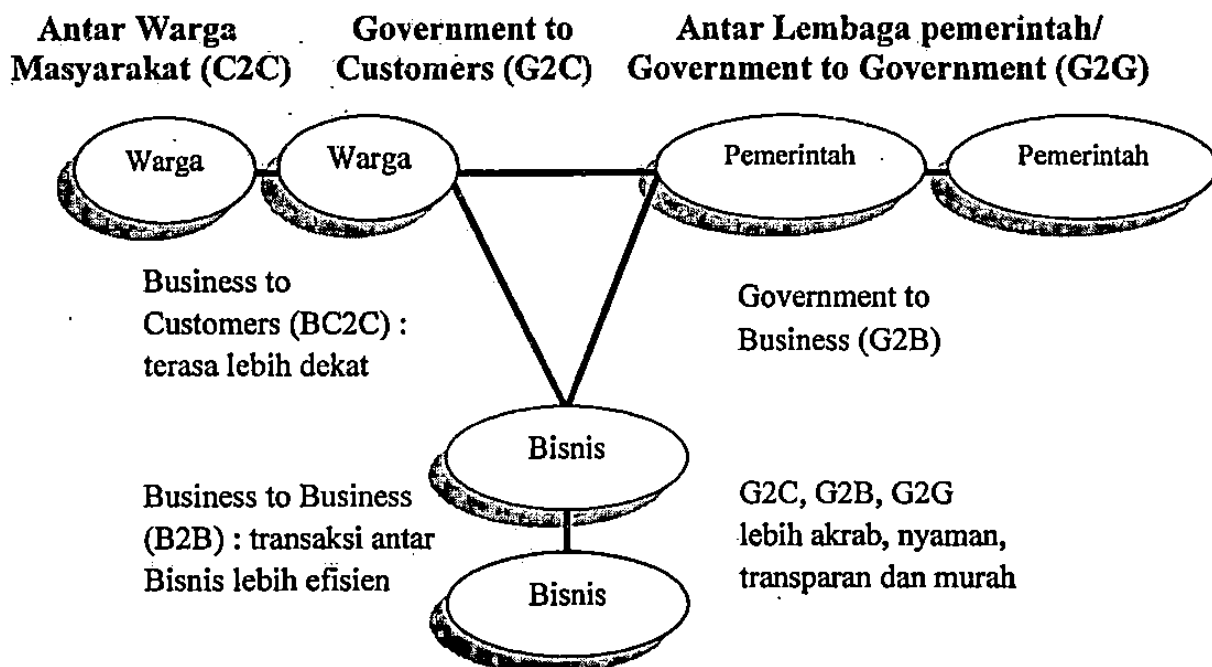 Antar Warga
Masyarakat (C2C)
Government to
Customers (G2C)
Antar Lembaga pemerintah/
Government to Government (G2G)
Warga
Warga
Pemerintah
Pemerintah
Business to
Customers (BC2C) :
terasa lebih dekat
Government to
Business (G2B)
Bisnis
Business to Business
(B2B) : transaksi antar
Bisnis lebih efisien
G2C, G2B, G2G
lebih akrab, nyaman,
transparan dan murah
Bisnis